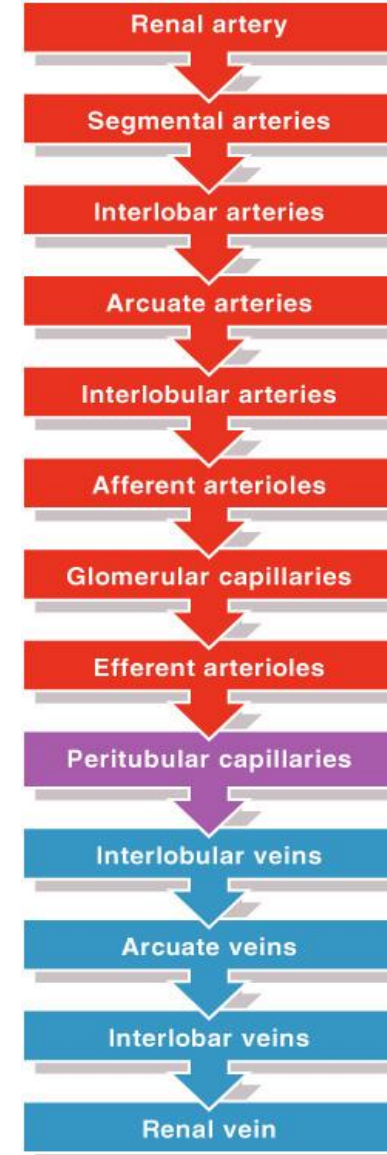 Renal artery
Segmental arteries
Interlobar arteries
Arcuate arteries
Interlobular arteries
Afferent arterioles
Glomerular capillaries
Efferent arterioles
Peritubular capillaries
Interlobular veins
Arcuate veins
Interlobar veins
Renal vein